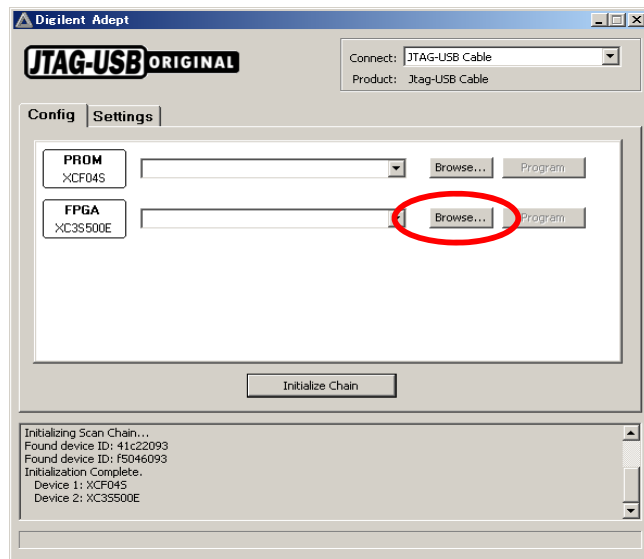 Digilent Adept
JTAG-USB ORIGINAL
Connect: JTAG-USB Cable
Product: Jtag-USB Cable
Config Settings
PROM
XCF04S
Browse... Program
FPGA
XC3S500E
Browse... Program
Initialize Chain
Initializing Scan Chain...
Found device ID: 41c22093
Found device ID: f5046093
Initialization Complete.
Device 1: XCF04S
Device 2: XC3S500E